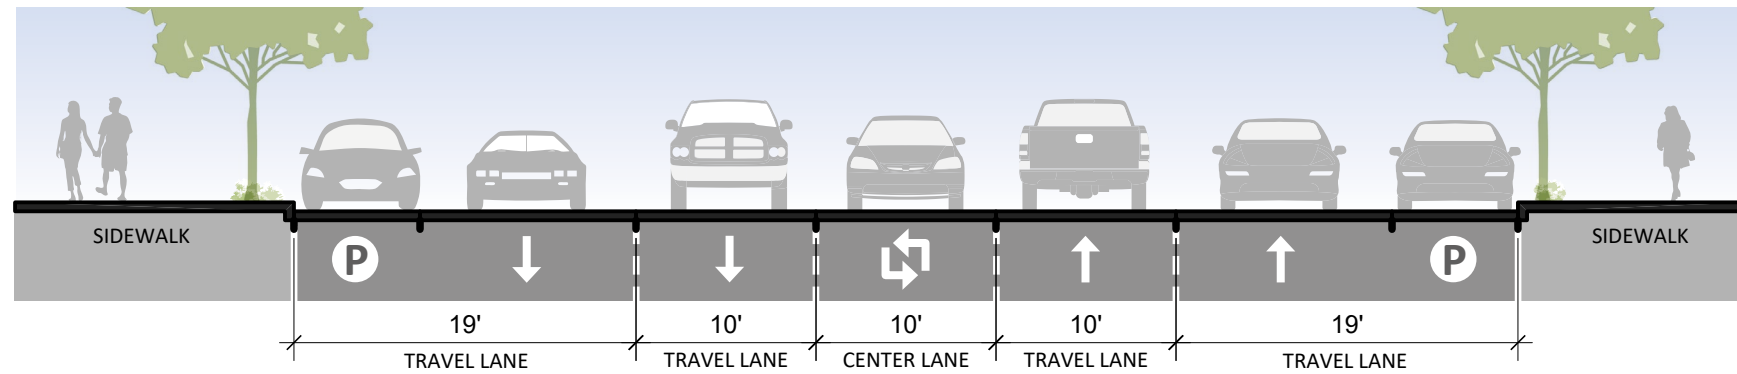 SIDEWALK
SIDEWALK
P
P
19'
10'
10'
10'
19'
TRAVEL LANE
TRAVEL LANE
CENTER LANE
TRAVEL LANE
TRAVEL LANE